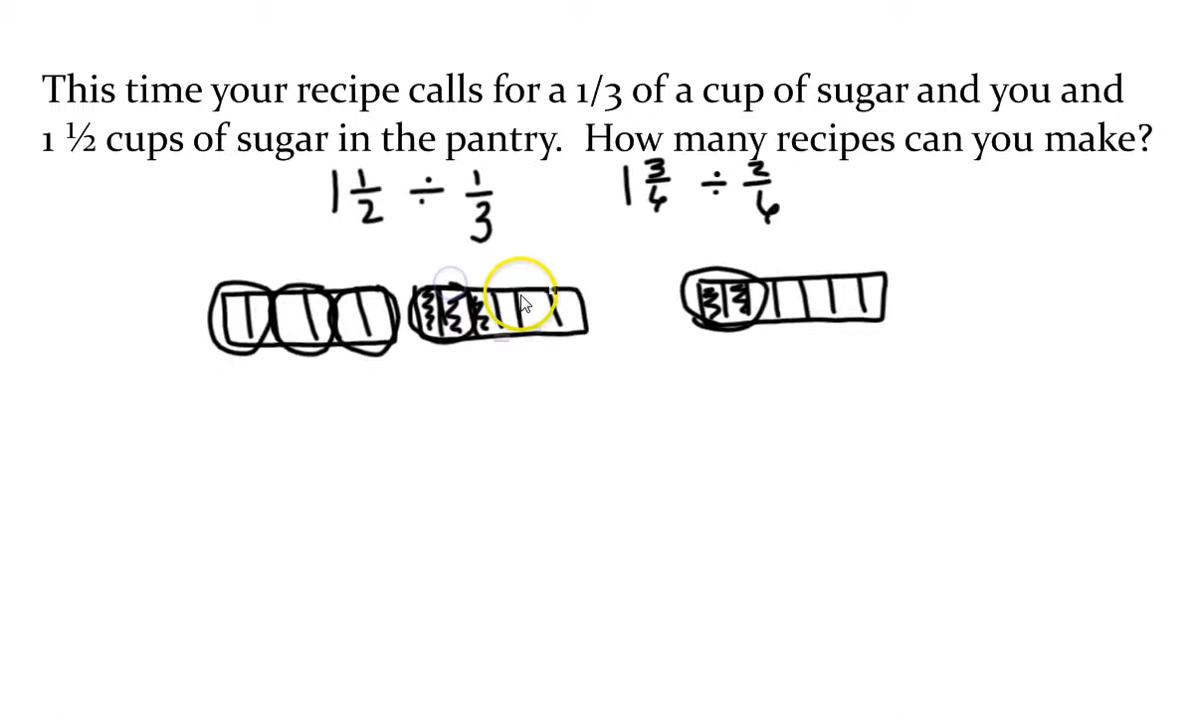 This time your recipe calls for a 1/3 of a cup of sugar and you and
1 ½ cups of sugar in the pantry. How many recipes can you make?
1 1/2 ÷ 1/3
1 3/6 ÷ 2/6